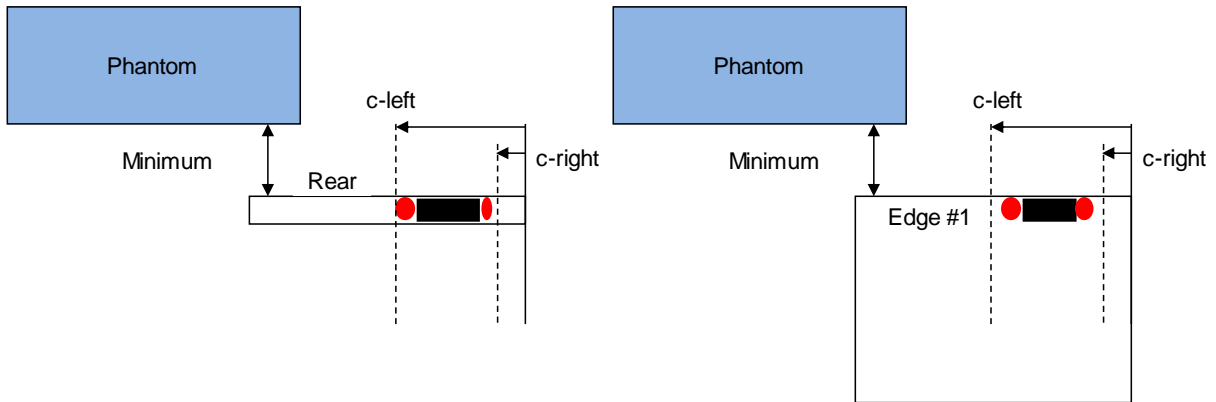 Phantom
c-left
Minimum
c-right
Rear
Phantom
c-left
Minimum
c-right
Edge #1